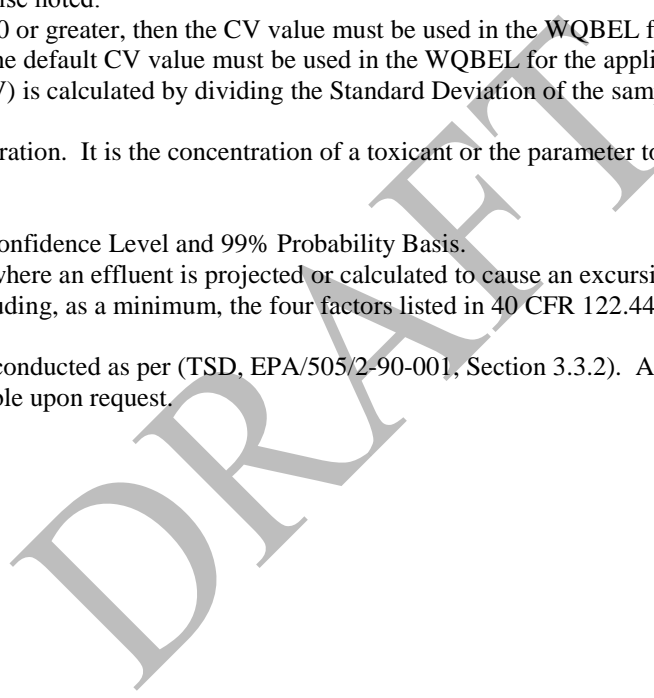 se noted.
0 or greater, then the CV value must be used in the WQBEL f
he default CV value must be used in the WQBEL for the appli
V) is calculated by dividing the Standard Deviation of the sam
ration.  It is the concentration of a toxicant or the parameter to
onfidence Level and 99% Probability Basis.
where an effluent is projected or calculated to cause an excursi
uding, as a minimum, the four factors listed in 40 CFR 122.44
conducted as per (TSD, EPA/505/2-90-001, Section 3.3.2).  A
ble upon request.
DRAFT